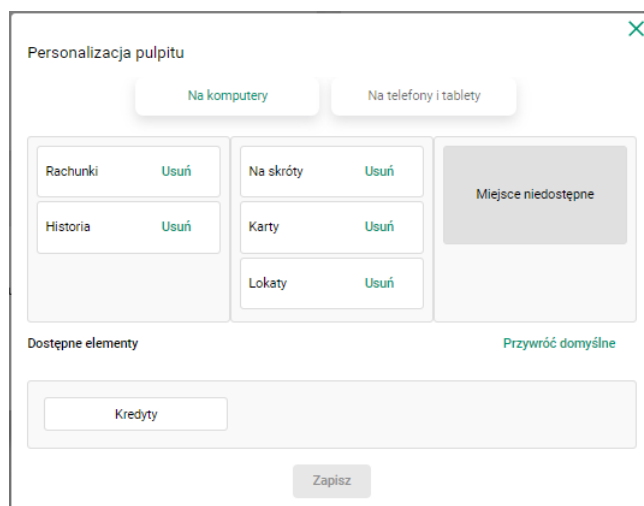 Personalizacja pulpitu
Na komputery
Na telefony i tablety
Rachunki Usuń
Historia Usuń
Na skróty Usuń
Karty Usuń
Lokaty Usuń
Miejsce niedostępne
Dostępne elementy
Przywróć domyślne
Kredyty
Zapisz